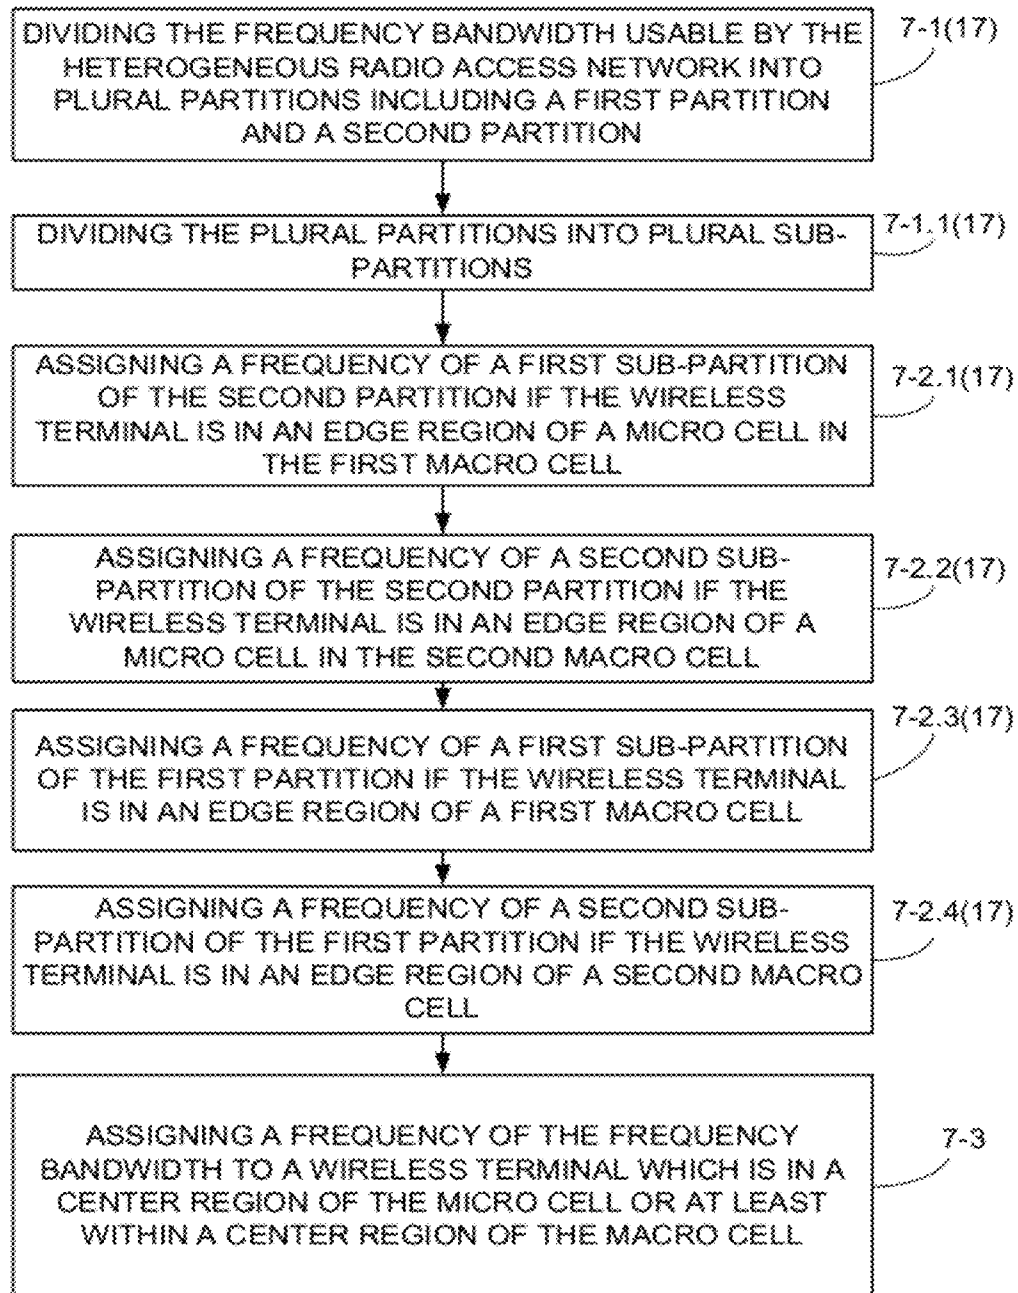 DIVIDING THE FREQUENCY BANDWIDTH USABLE BY THE
HETEROGENEOUS RADIO ACCESS NETWORK INTO
PLURAL PARTITIONS INCLUDING A FIRST PARTITION
AND A SECOND PARTITION
7-1(17)
DIVIDING THE PLURAL PARTITIONS INTO PLURAL SUB-
PARTITIONS
7-1.1(17)
ASSIGNING A FREQUENCY OF A FIRST SUB-PARTITION
OF THE SECOND PARTITION IF THE WIRELESS
TERMINAL IS IN AN EDGE REGION OF A MICRO CELL IN
THE FIRST MACRO CELL
7-2.1(17)
ASSIGNING A FREQUENCY OF A SECOND SUB-
PARTITION OF THE SECOND PARTITION IF THE
WIRELESS TERMINAL IS IN AN EDGE REGION OF A
MICRO CELL IN THE SECOND MACRO CELL
7-2.2(17)
ASSIGNING A FREQUENCY OF A FIRST SUB-PARTITION
OF THE FIRST PARTITION IF THE WIRELESS TERMINAL
IS IN AN EDGE REGION OF A FIRST MACRO CELL
7-2.3(17)
ASSIGNING A FREQUENCY OF A SECOND SUB-
PARTITION OF THE FIRST PARTITION IF THE WIRELESS
TERMINAL IS IN AN EDGE REGION OF A SECOND MACRO
CELL
7-2.4(17)
ASSIGNING A FREQUENCY OF THE FREQUENCY
BANDWIDTH TO A WIRELESS TERMINAL WHICH IS IN A
CENTER REGION OF THE MICRO CELL OR AT LEAST
WITHIN A CENTER REGION OF THE MACRO CELL
7-3